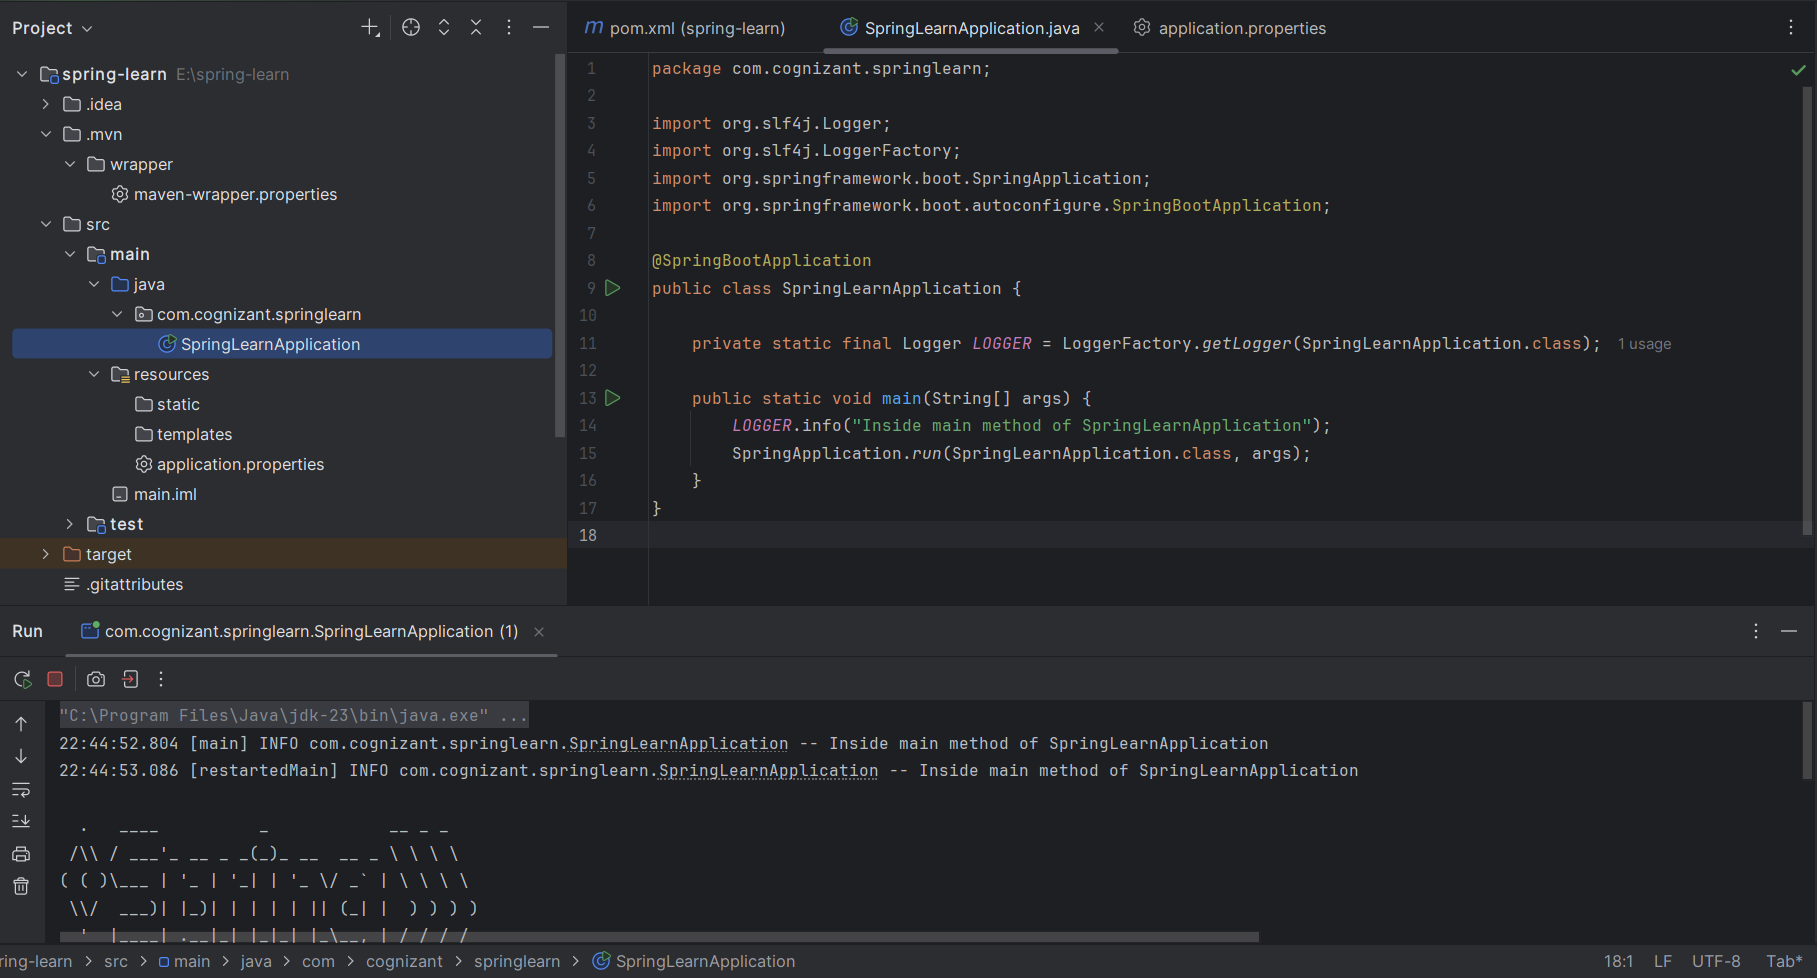 Project
pom.xml (spring-learn)
SpringLearnApplication.java
application.properties
spring-learn E:\spring-learn
.idea
.mvn
wrapper
maven-wrapper.properties
src
main
java
com.cognizant.springlearn
SpringLearnApplication
resources
static
templates
application.properties
main.iml
test
target
.gitattributes
1 package com.cognizant.springlearn;
2
3 import org.slf4j.Logger;
4 import org.slf4j.LoggerFactory;
5 import org.springframework.boot.SpringApplication;
6 import org.springframework.boot.autoconfigure.SpringBootApplication;
7
8 @SpringBootApplication
9 public class SpringLearnApplication {
10
11 private static final Logger LOGGER = LoggerFactory.getLogger(SpringLearnApplication.class); 1 usage
12
13 public static void main(String[] args) {
14 LOGGER.info("Inside main method of SpringLearnApplication");
15 SpringApplication.run(SpringLearnApplication.class, args);
16 }
17 }
18
Run com.cognizant.springlearn.SpringLearnApplication (1)
"C:\Program Files\Java\jdk-23\bin\java.exe" ...
22:44:52.804 [main] INFO com.cognizant.springlearn.SpringLearnApplication -- Inside main method of SpringLearnApplication
22:44:53.086 [restartedMain] INFO com.cognizant.springlearn.SpringLearnApplication -- Inside main method of SpringLearnApplication
  .   ____          _            __ _ _
 /\\ / ___'_ __ _ _(_)_ __  __ _ \ \ \ \
( ( )\___ | '_ | '_| | '_ \/ _` | \ \ \ \
 \\/  ___)| |_)| | | | | || (_| |  ) ) ) )
  '  |____| .__|_| |_|_| |_\__, | / / / /
ring-learn > src > main > java > com > cognizant > springlearn > SpringLearnApplication
18:1 LF UTF-8 Tab*